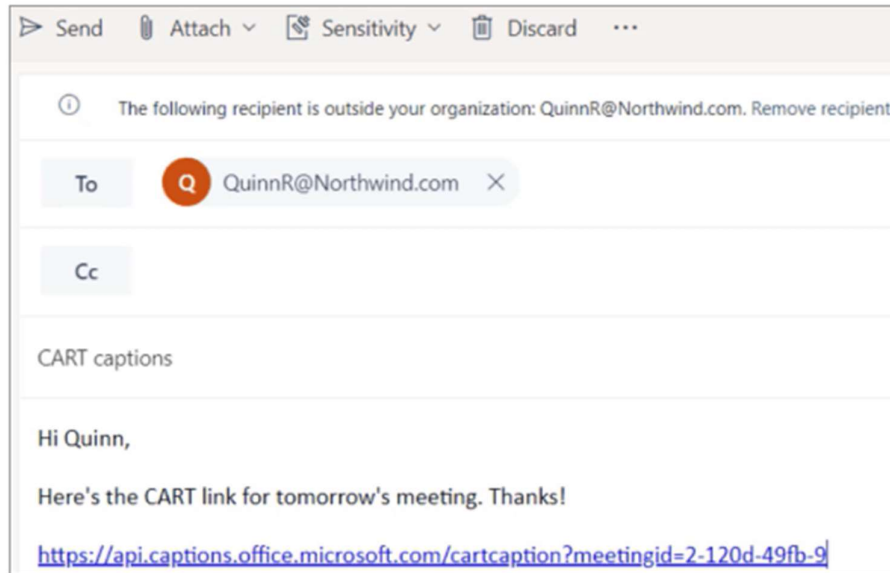 Send Attach Sensitivity Discard ...
The following recipient is outside your organization: QuinnR@Northwind.com. Remove recipient
To Q QuinnR@Northwind.com
Cc
CART captions
Hi Quinn,
Here's the CART link for tomorrow's meeting. Thanks!
https://api.captions.office.microsoft.com/cartcaption?meetingid=2-120d-49fb-9